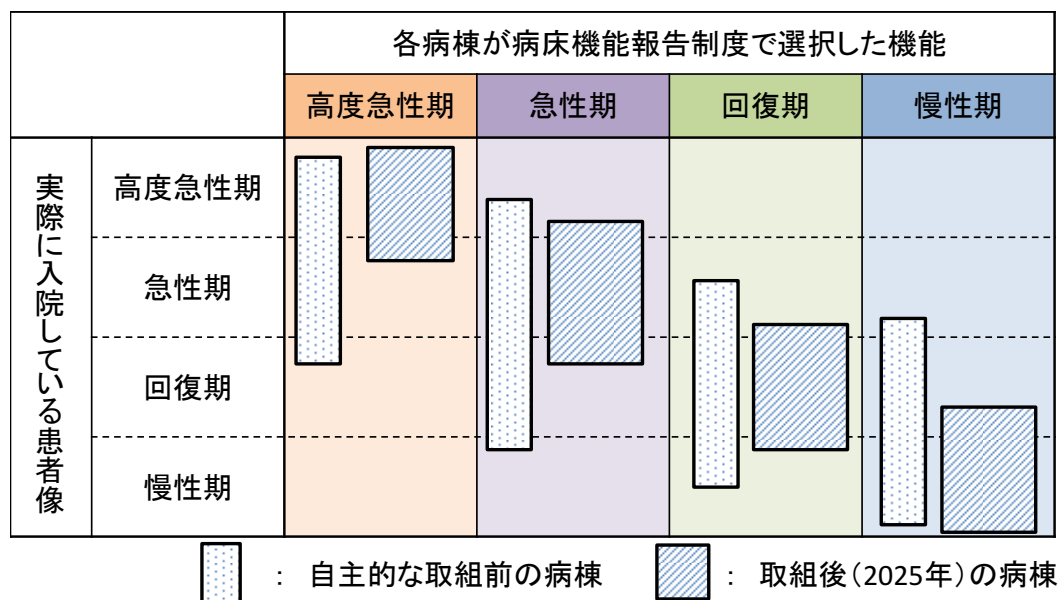 各病棟が病床機能報告制度で選択した機能
高度急性期
急性期
回復期
慢性期
実際に入院している患者像
高度急性期
急性期
回復期
慢性期
： 自主的な取組前の病棟
： 取組後（2025年）の病棟